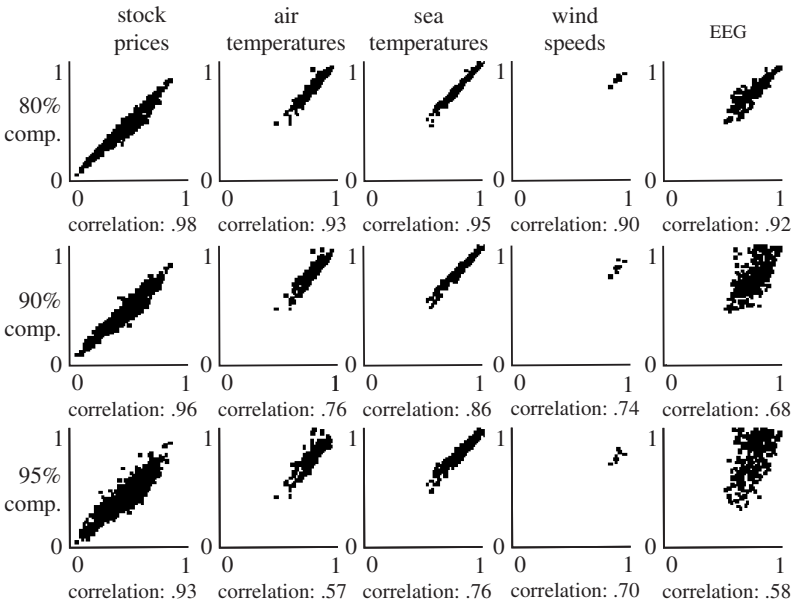 stock prices
air temperatures
sea temperatures
wind speeds
EEG
80% comp.
1
1
1
1
1
0
0
0
0
0
0 1
0 1
0 1
0 1
0 1
correlation: .98
correlation: .93
correlation: .95
correlation: .90
correlation: .92
90% comp.
1
1
1
1
1
0
0
0
0
0
0 1
0 1
0 1
0 1
0 1
correlation: .96
correlation: .76
correlation: .86
correlation: .74
correlation: .68
95% comp.
1
1
1
1
1
0
0
0
0
0
0 1
0 1
0 1
0 1
0 1
correlation: .93
correlation: .57
correlation: .76
correlation: .70
correlation: .58